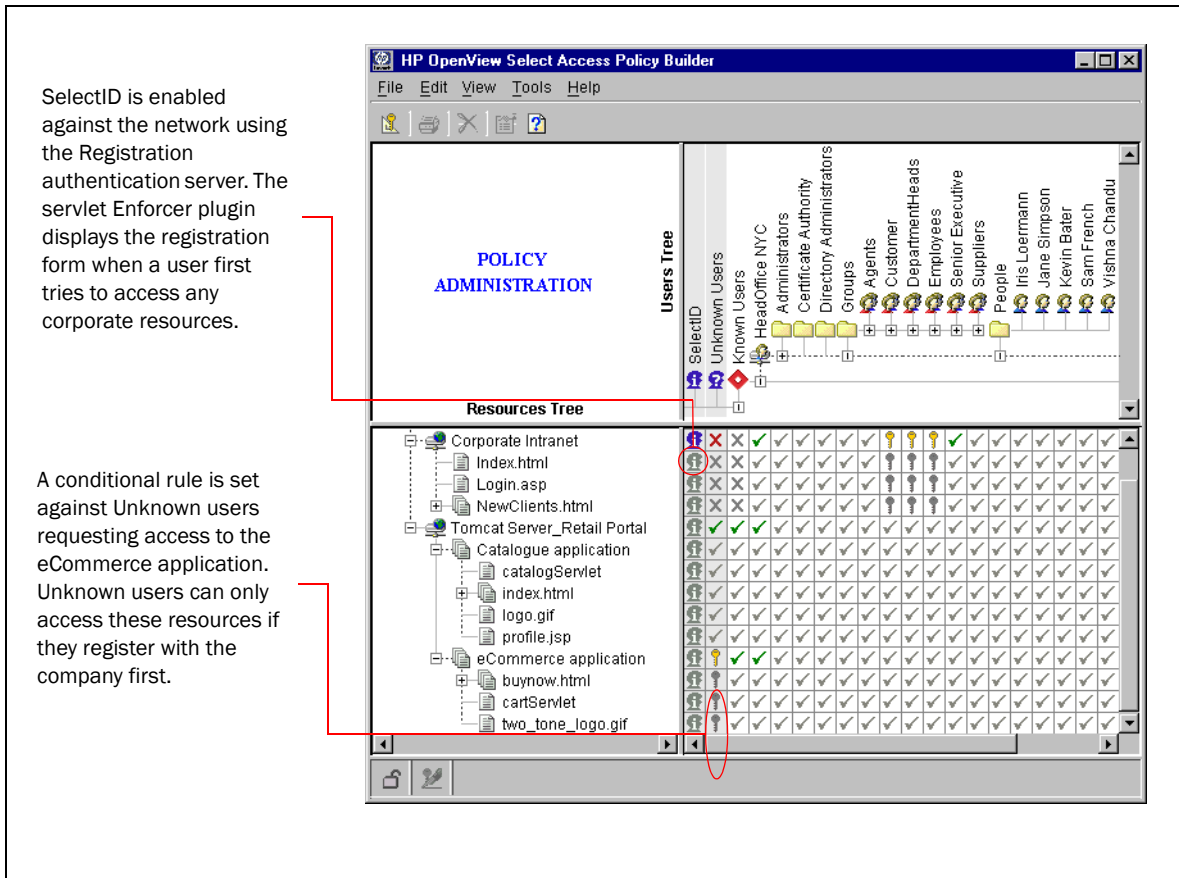 SelectID is enabled
against the network using
the Registration
authentication server. The
servlet Enforcer plugin
displays the registration
form when a user first
tries to access any
corporate resources.
A conditional rule is set
against Unknown users
requesting access to the
eCommerce application.
Unknown users can only
access these resources if
they register with the
company first.
HP OpenView Select Access Policy Builder
File Edit View Tools Help
POLICY
ADMINISTRATION
Users Tree
Resources Tree
SelectID
Unknown Users
Known Users
HeadOffice NYC
Administrators
Certificate Authority
Directory Administrators
Groups
Agents
Customer
DepartmentHeads
Employees
Senior Executive
Suppliers
People
Iris Loermann
Jane Simpson
Kevin Bater
Sam French
Vishna Chandu
Corporate Intranet
Index.html
Login.asp
NewClients.html
Tomcat Server_Retail Portal
Catalogue application
catalogServlet
index.html
logo.gif
profile.jsp
eCommerce application
buynow.html
cartServlet
two_tone_logo.gif